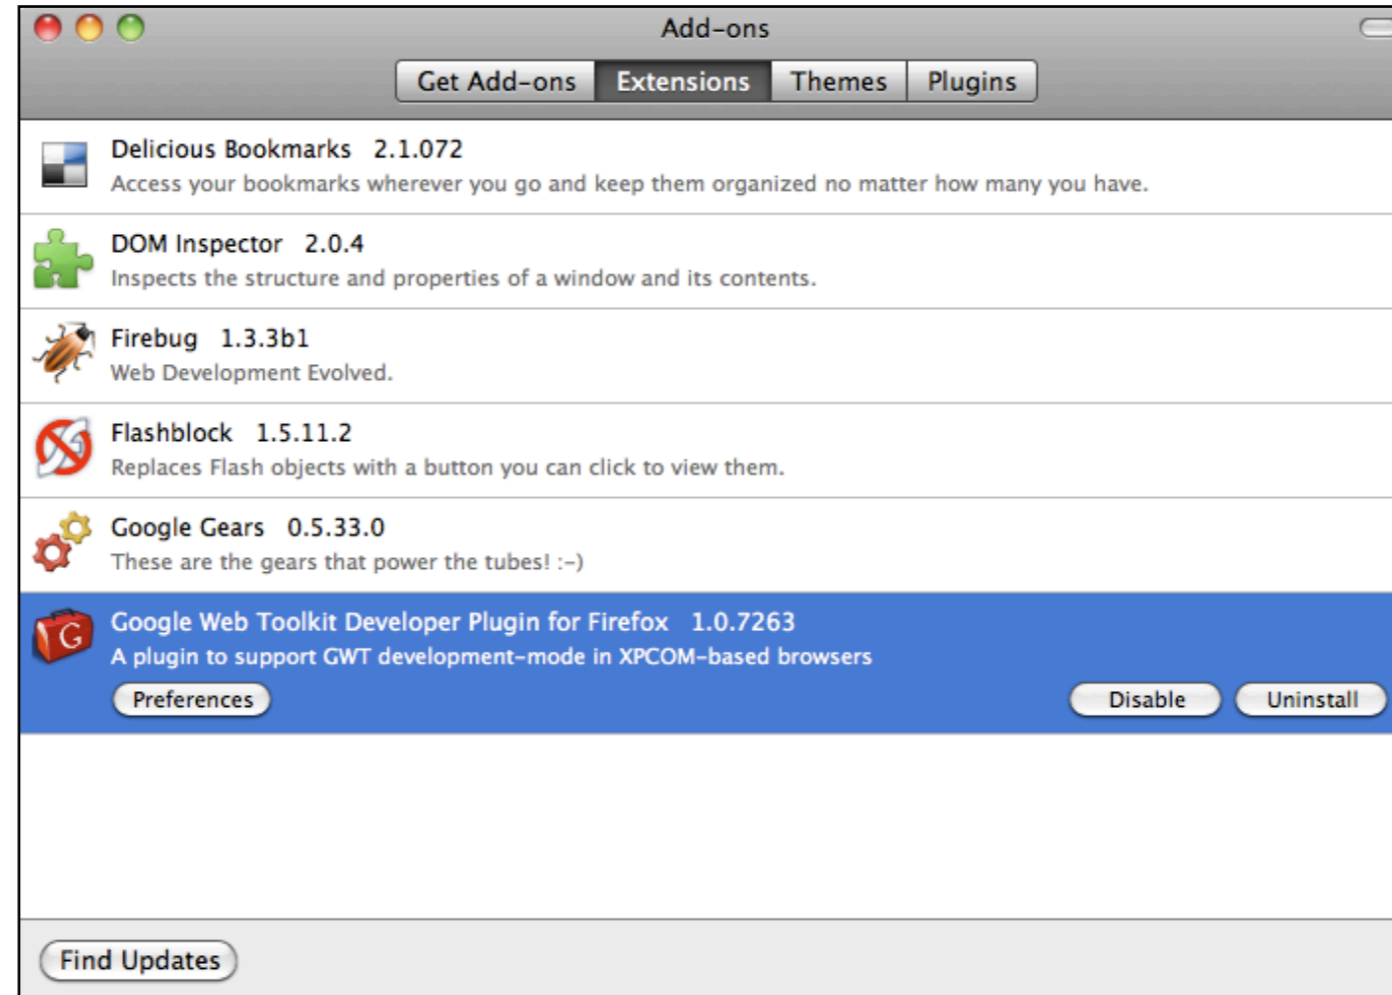 Add-ons
Get Add-ons Extensions Themes Plugins
Delicious Bookmarks 2.1.072
Access your bookmarks wherever you go and keep them organized no matter how many you have.
DOM Inspector 2.0.4
Inspects the structure and properties of a window and its contents.
Firebug 1.3.3b1
Web Development Evolved.
Flashblock 1.5.11.2
Replaces Flash objects with a button you can click to view them.
Google Gears 0.5.33.0
These are the gears that power the tubes! :-)
G
Google Web Toolkit Developer Plugin for Firefox 1.0.7263
A plugin to support GWT development-mode in XPCOM-based browsers
Preferences Disable Uninstall
Find Updates